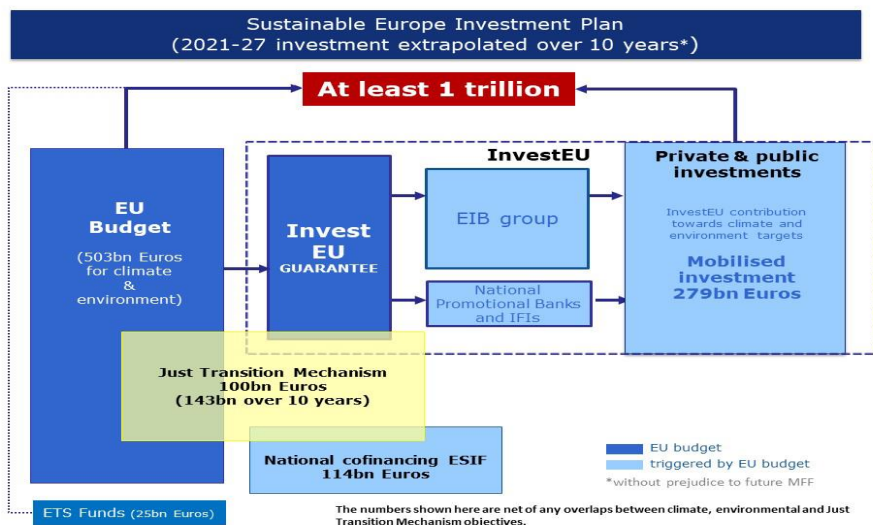 Sustainable Europe Investment Plan
(2021-27 investment extrapolated over 10 years*)
At least 1 trillion
EU
Budget
(503bn Euros
for climate
&
environment)
InvestEU
Invest
EU
GUARANTEE
EIB group
National
Promotional Banks
and IFIs
Private & public
investments
InvestEU contribution
towards climate and
environment targets
Mobilised
investment
279bn Euros
Just Transition Mechanism
100bn Euros
(143bn over 10 years)
National cofinancing ESIF
114bn Euros
EU budget
triggered by EU budget
*without prejudice to future MFF
ETS Funds (25bn Euros)
The numbers shown here are net of any overlaps between climate, environmental and Just
Transition Mechanism objectives.